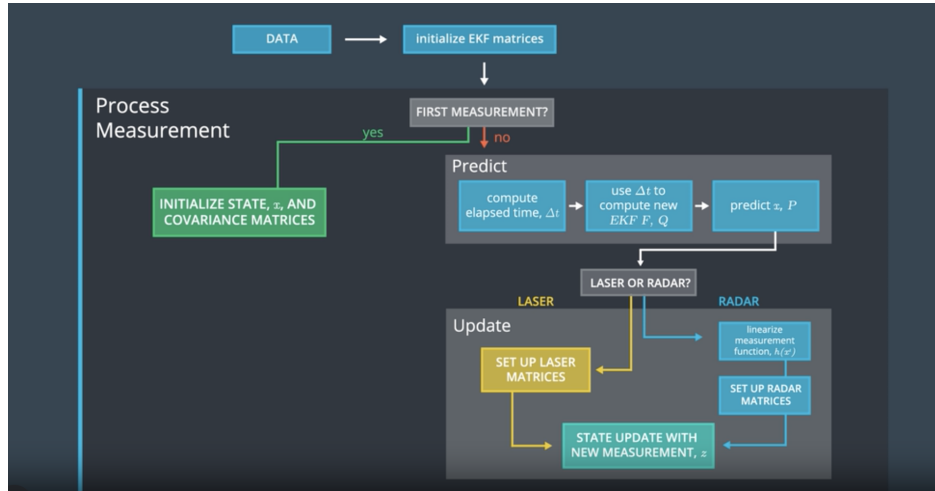 DATA
initialize EKF matrices
Process
Measurement
FIRST MEASUREMENT?
yes
no
INITIALIZE STATE, x, AND
COVARIANCE MATRICES
Predict
compute
elapsed time, Δt
use Δt to
compute new
EKF F, Q
predict x, P
LASER OR RADAR?
LASER
RADAR
Update
SET UP LASER
MATRICES
linearize
measurement
function, h(x')
SET UP RADAR
MATRICES
STATE UPDATE WITH
NEW MEASUREMENT, z